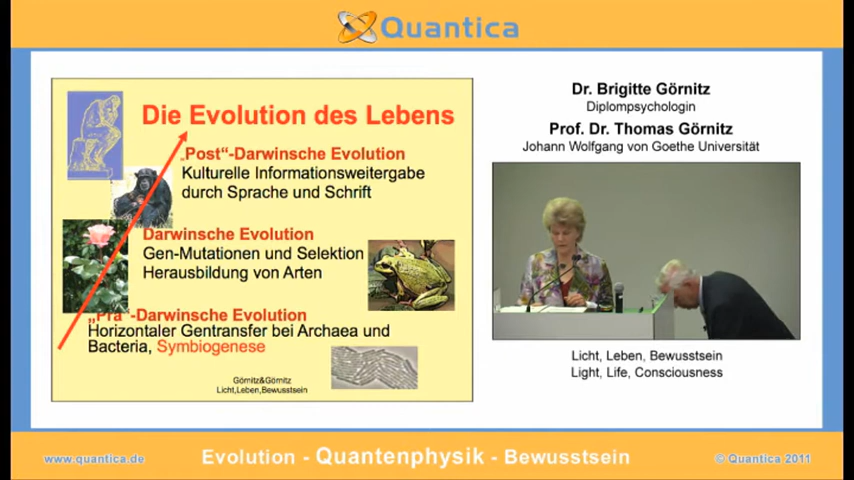 Quantica
Die Evolution des Lebens
„Post“-Darwinsche Evolution
Kulturelle Informationsweitergabe
durch Sprache und Schrift
Darwinsche Evolution
Gen-Mutationen und Selektion
Herausbildung von Arten
„Prä“-Darwinsche Evolution
Horizontaler Gentransfer bei Archaea und
Bacteria, Symbiogenese
Görnitz&Görnitz
Licht,Leben,Bewusstsein
Dr. Brigitte Görnitz
Diplompsychologin
Prof. Dr. Thomas Görnitz
Johann Wolfgang von Goethe Universität
Licht, Leben, Bewusstsein
Light, Life, Consciousness
www.quantica.de
Evolution - Quantenphysik - Bewusstsein
© Quantica 2011